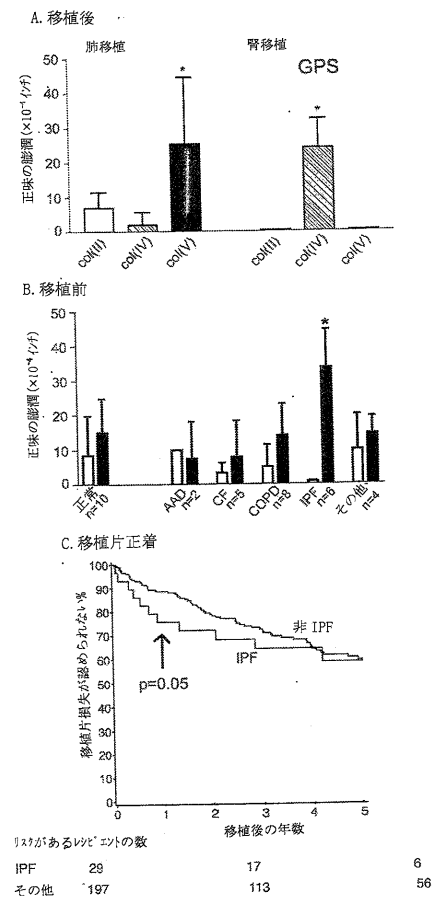 A. 移植後
肺移植
腎移植
GPS
正味の膨潤(×10⁻⁴インチ)
50
40
30
20
10
0
*
*
col(II)
col(IV)
col(V)
col(II)
col(IV)
col(V)
B. 移植前
正味の膨潤(×10⁻⁴インチ)
50
40
30
20
10
0
*
正常 n=10
AAD n=2
CF n=5
COPD n=8
IPF n=6
その他 n=4
C. 移植片正着
移植片損失が認められない%
100
90
80
70
60
50
40
30
20
10
0
非 IPF
IPF
p=0.05
0 1 2 3 4 5
移植後の年数
リスクがあるレシピエントの数
IPF 29 17 6
その他 197 113 56